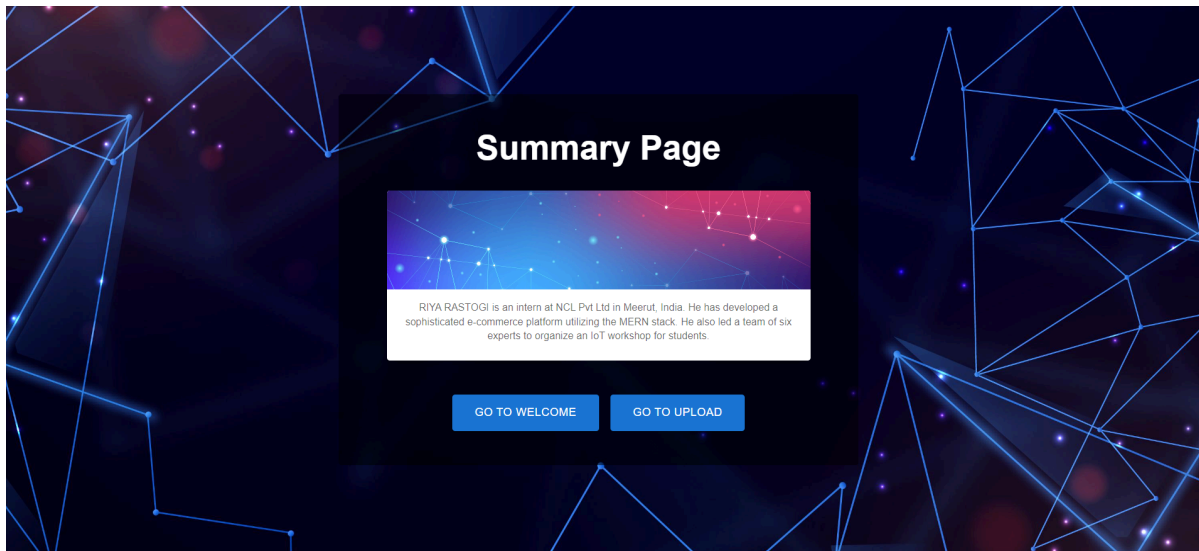 Summary Page
RIYA RASTOGI is an intern at NCL Pvt Ltd in Meerut, India. He has developed a
sophisticated e-commerce platform utilizing the MERN stack. He also led a team of six
experts to organize an IoT workshop for students.
GO TO WELCOME
GO TO UPLOAD